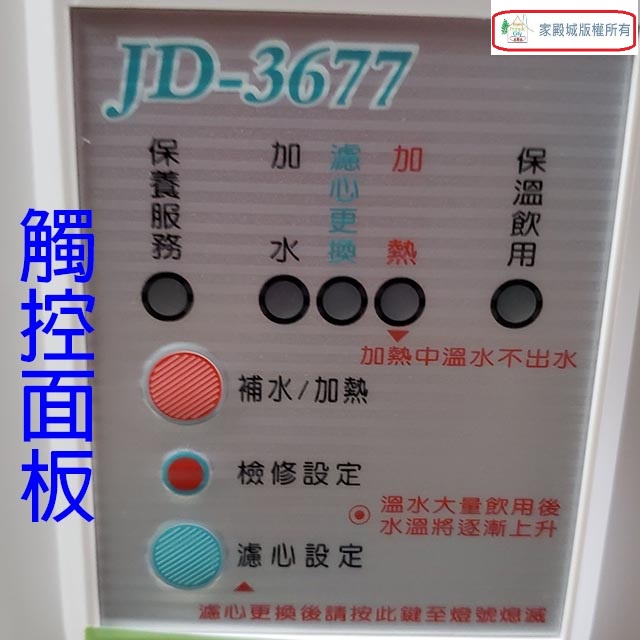 家殿城版權所有
JD-3677
保養服務
加水
濾心更換
加熱
保溫飲用
觸控面板
加熱中溫水不出水
補水/加熱
檢修設定
溫水大量飲用後
水溫將逐漸上升
濾心設定
濾心更換後請按此鍵至燈號熄滅